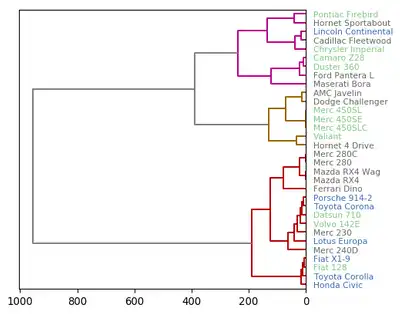 Pontiac Firebird
Hornet Sportabout
Lincoln Continental
Cadillac Fleetwood
Chrysler Imperial
Camaro Z28
Duster 360
Ford Pantera L
Maserati Bora
AMC Javelin
Dodge Challenger
Merc 450SL
Merc 450SE
Merc 450SLC
Valiant
Hornet 4 Drive
Merc 280C
Merc 280
Mazda RX4 Wag
Mazda RX4
Ferrari Dino
Porsche 914-2
Toyota Corona
Datsun 710
Volvo 142E
Merc 230
Lotus Europa
Merc 240D
Fiat X1-9
Fiat 128
Toyota Corolla
Honda Civic
1000 800 600 400 200 0